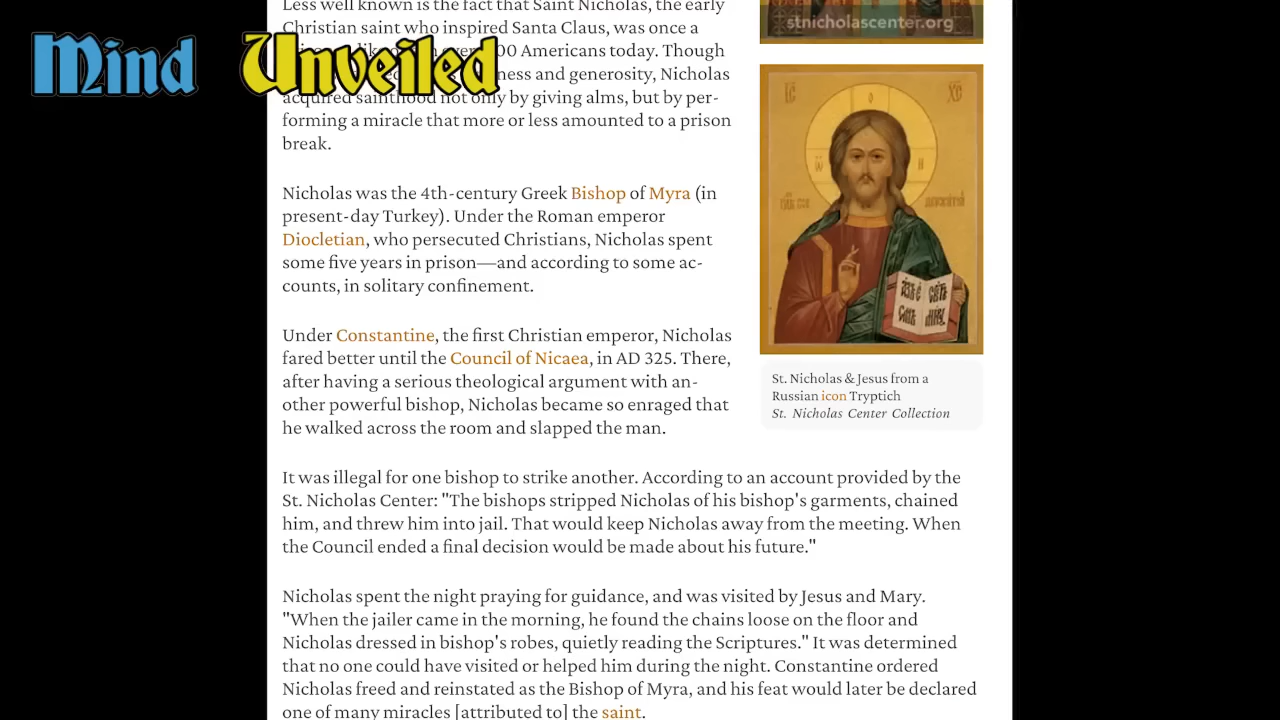 Less well known is the fact that Saint Nicholas, the early
Christian saint who inspired Santa Claus, was once a
00 Americans today. Though
ness and generosity, Nicholas
acquired sainthood not only by giving alms, but by per-
forming a miracle that more or less amounted to a prison
break.
Mind Unveiled
Nicholas was the 4th-century Greek Bishop of Myra (in
present-day Turkey). Under the Roman emperor
Diocletian, who persecuted Christians, Nicholas spent
some five years in prison—and according to some ac-
counts, in solitary confinement.
Under Constantine, the first Christian emperor, Nicholas
fared better until the Council of Nicaea, in AD 325. There,
after having a serious theological argument with an-
other powerful bishop, Nicholas became so enraged that
he walked across the room and slapped the man.
stnicholascenter.org
St. Nicholas & Jesus from a
Russian icon Tryptich
St. Nicholas Center Collection
It was illegal for one bishop to strike another. According to an account provided by the
St. Nicholas Center: "The bishops stripped Nicholas of his bishop's garments, chained
him, and threw him into jail. That would keep Nicholas away from the meeting. When
the Council ended a final decision would be made about his future."
Nicholas spent the night praying for guidance, and was visited by Jesus and Mary.
"When the jailer came in the morning, he found the chains loose on the floor and
Nicholas dressed in bishop's robes, quietly reading the Scriptures." It was determined
that no one could have visited or helped him during the night. Constantine ordered
Nicholas freed and reinstated as the Bishop of Myra, and his feat would later be declared
one of many miracles [attributed to] the saint.